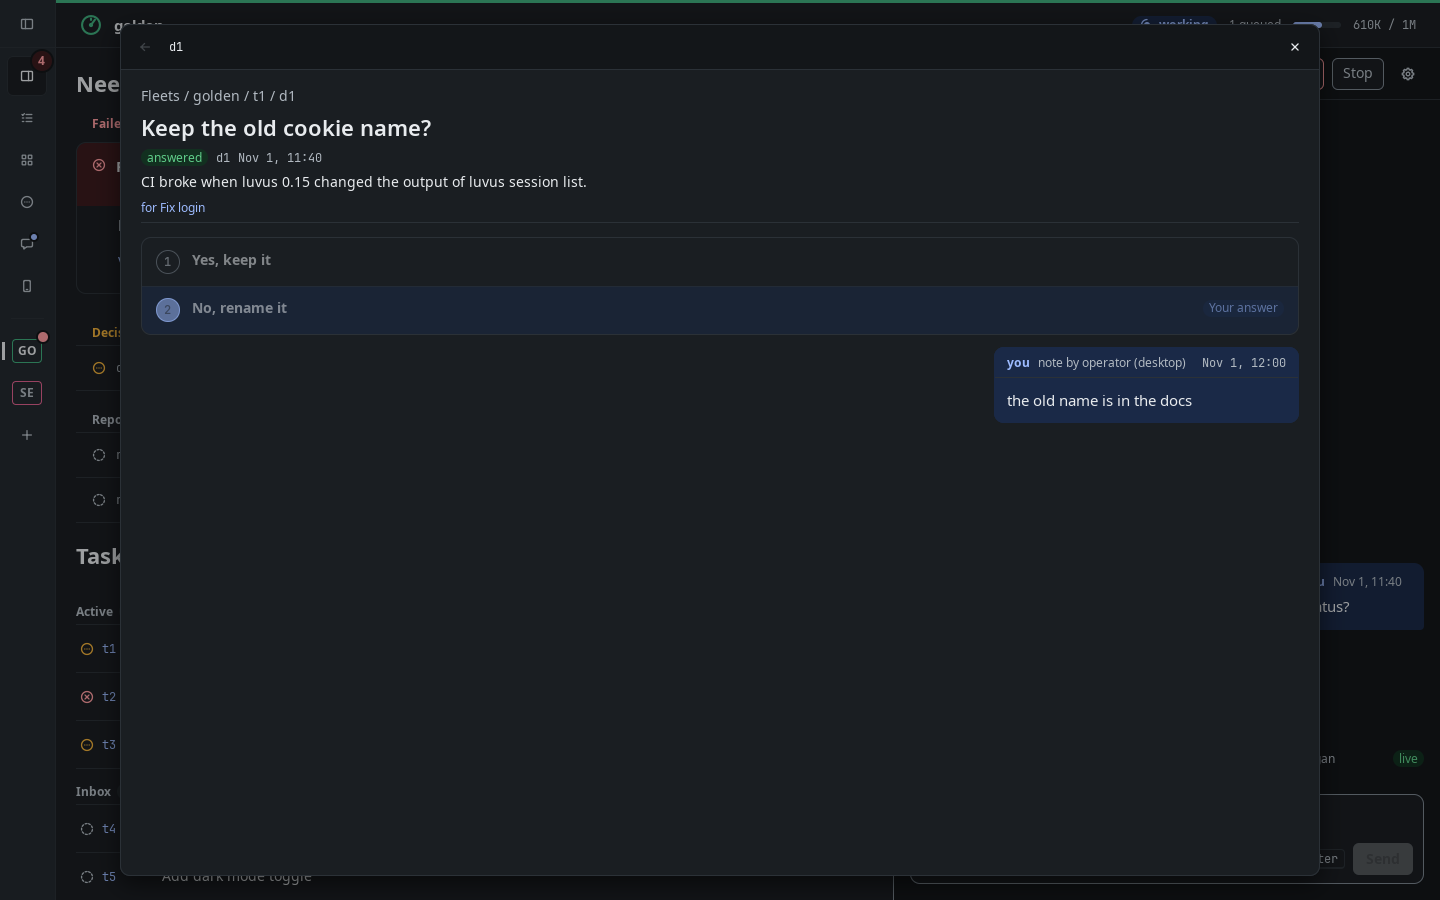 golden
working
1 queued
610K / 1M
4
d1
Stop
Fleets / golden / t1 / d1
Keep the old cookie name?
answered d1 Nov 1, 11:40
CI broke when luvus 0.15 changed the output of luvus session list.
for Fix login
1 Yes, keep it
2 No, rename it Your answer
you note by operator (desktop) Nov 1, 12:00
the old name is in the docs
GO
SE
Active
t1
t2
t3
Inbox
t4
t5 Add dark mode toggle
Nov 1, 11:40
live
Send